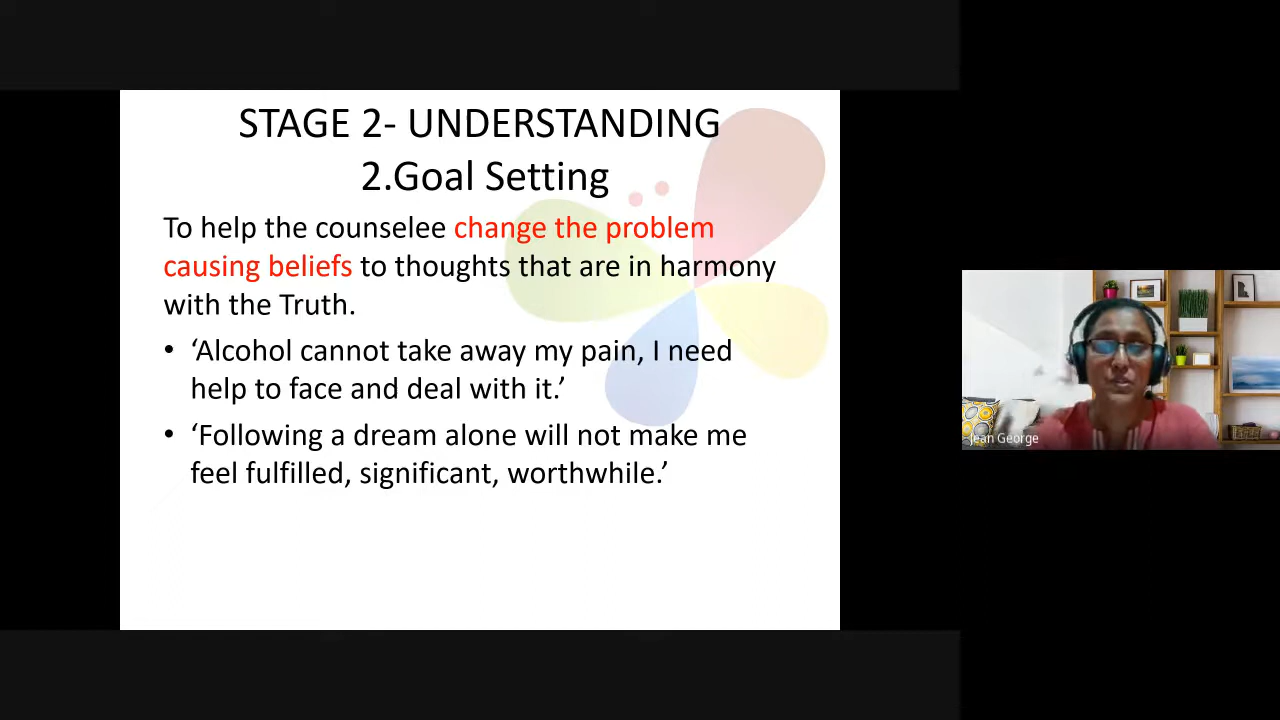 STAGE 2- UNDERSTANDING
2.Goal Setting
To help the counselee change the problem
causing beliefs to thoughts that are in harmony
with the Truth.
• ‘Alcohol cannot take away my pain, I need
help to face and deal with it.’
• ‘Following a dream alone will not make me
feel fulfilled, significant, worthwhile.’
Jean George